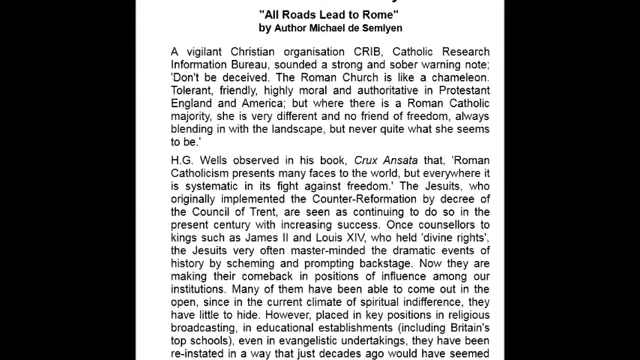 "All Roads Lead to Rome"
by Author Michael de Semlyen
A vigilant Christian organisation CRIB, Catholic Research
Information Bureau, sounded a strong and sober warning note;
'Don't be deceived. The Roman Church is like a chameleon.
Tolerant, friendly, highly moral and authoritative in Protestant
England and America; but where there is a Roman Catholic
majority, she is very different and no friend of freedom, always
blending in with the landscape, but never quite what she seems
to be.'
H.G. Wells observed in his book, Crux Ansata that, 'Roman
Catholicism presents many faces to the world, but everywhere it
is systematic in its fight against freedom.' The Jesuits, who
originally implemented the Counter-Reformation by decree of
the Council of Trent, are seen as continuing to do so in the
present century with increasing success. Once counsellors to
kings such as James II and Louis XIV, who held 'divine rights',
the Jesuits very often master-minded the dramatic events of
history by scheming and prompting backstage. Now they are
making their comeback in positions of influence among our
institutions. Many of them have been able to come out in the
open, since in the current climate of spiritual indifference, they
have little to hide. However, placed in key positions in religious
broadcasting, in educational establishments (including Britain's
top schools), even in evangelistic undertakings, they have been
re-instated in a way that just decades ago would have seemed